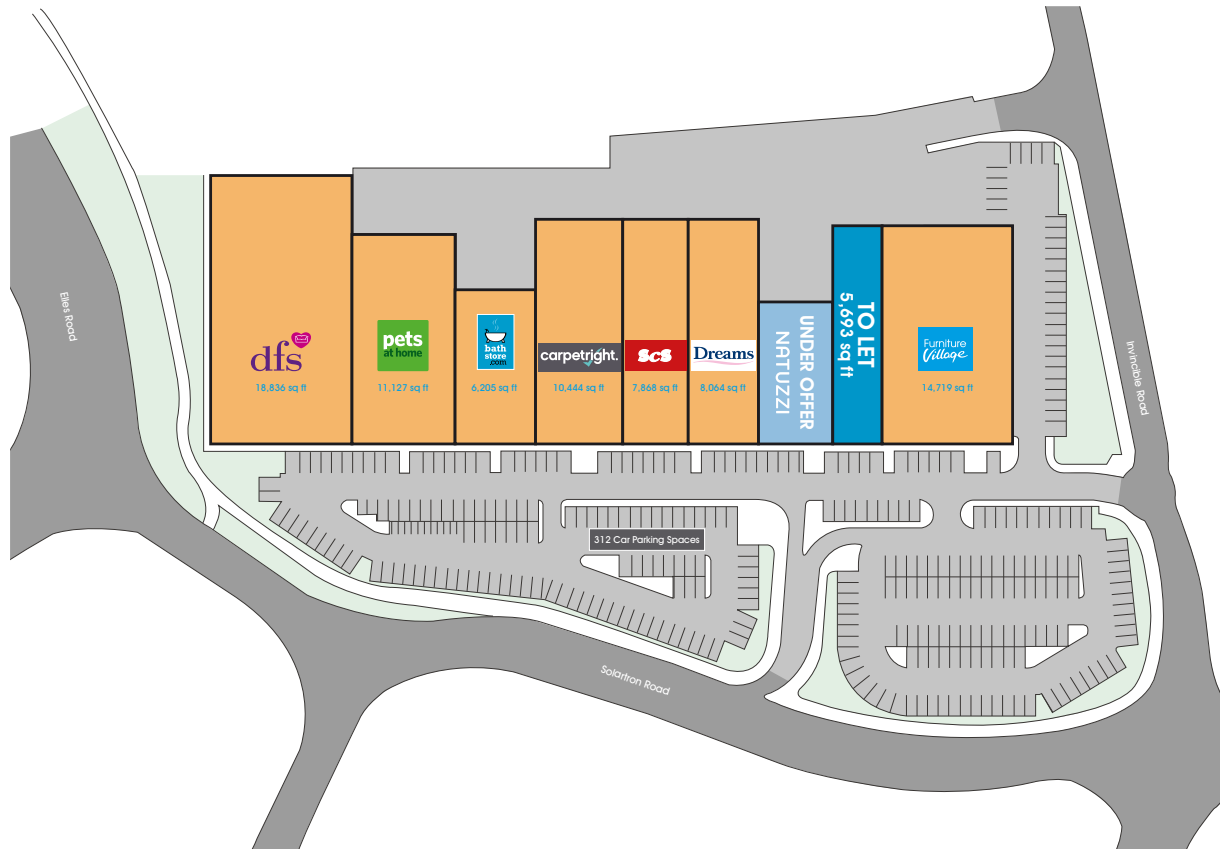 Elles Road
dfs
18,836 sq ft
pets
at home
11,127 sq ft
bath
store
.com
6,205 sq ft
carpetright.
10,444 sq ft
SCS
7,868 sq ft
Dreams
8,064 sq ft
UNDER OFFER
NATUZZI
TO LET
5,693 sq ft
Furniture
Village
14,719 sq ft
Invincible Road
312 Car Parking Spaces
Solartron Road